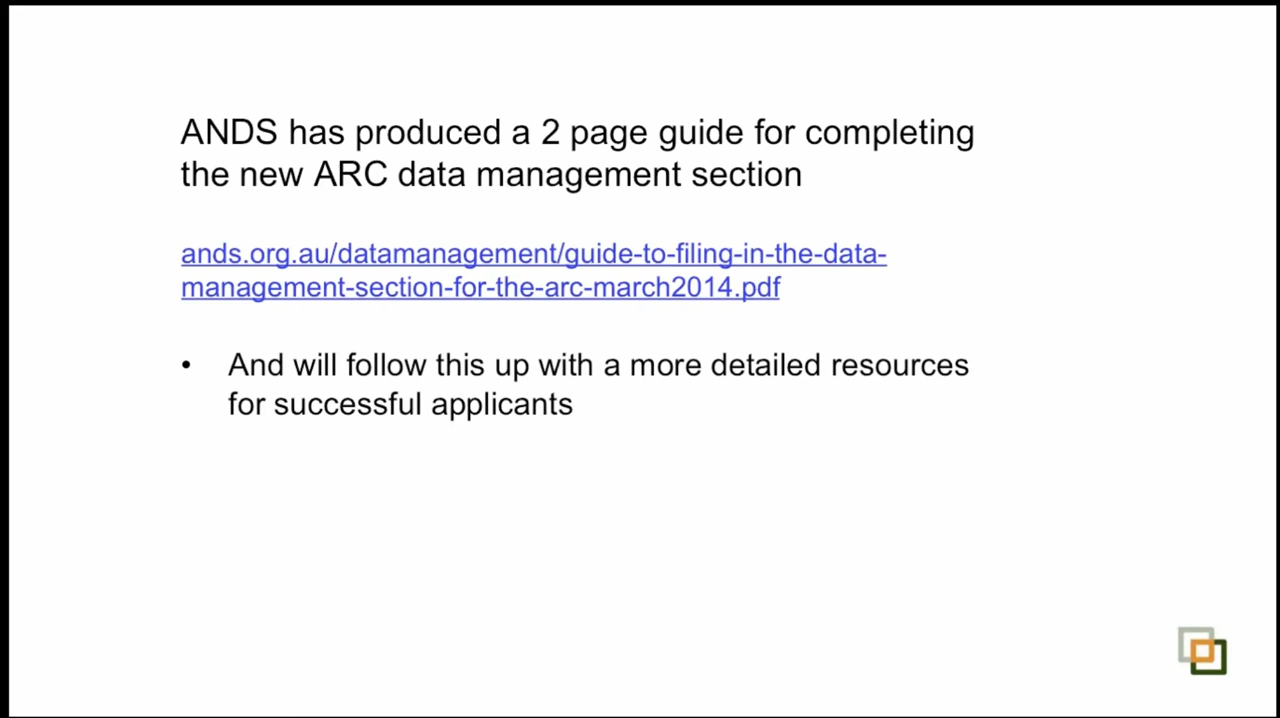 ANDS has produced a 2 page guide for completing
the new ARC data management section
ands.org.au/datamanagement/guide-to-filing-in-the-data-
management-section-for-the-arc-march2014.pdf
• And will follow this up with a more detailed resources
for successful applicants